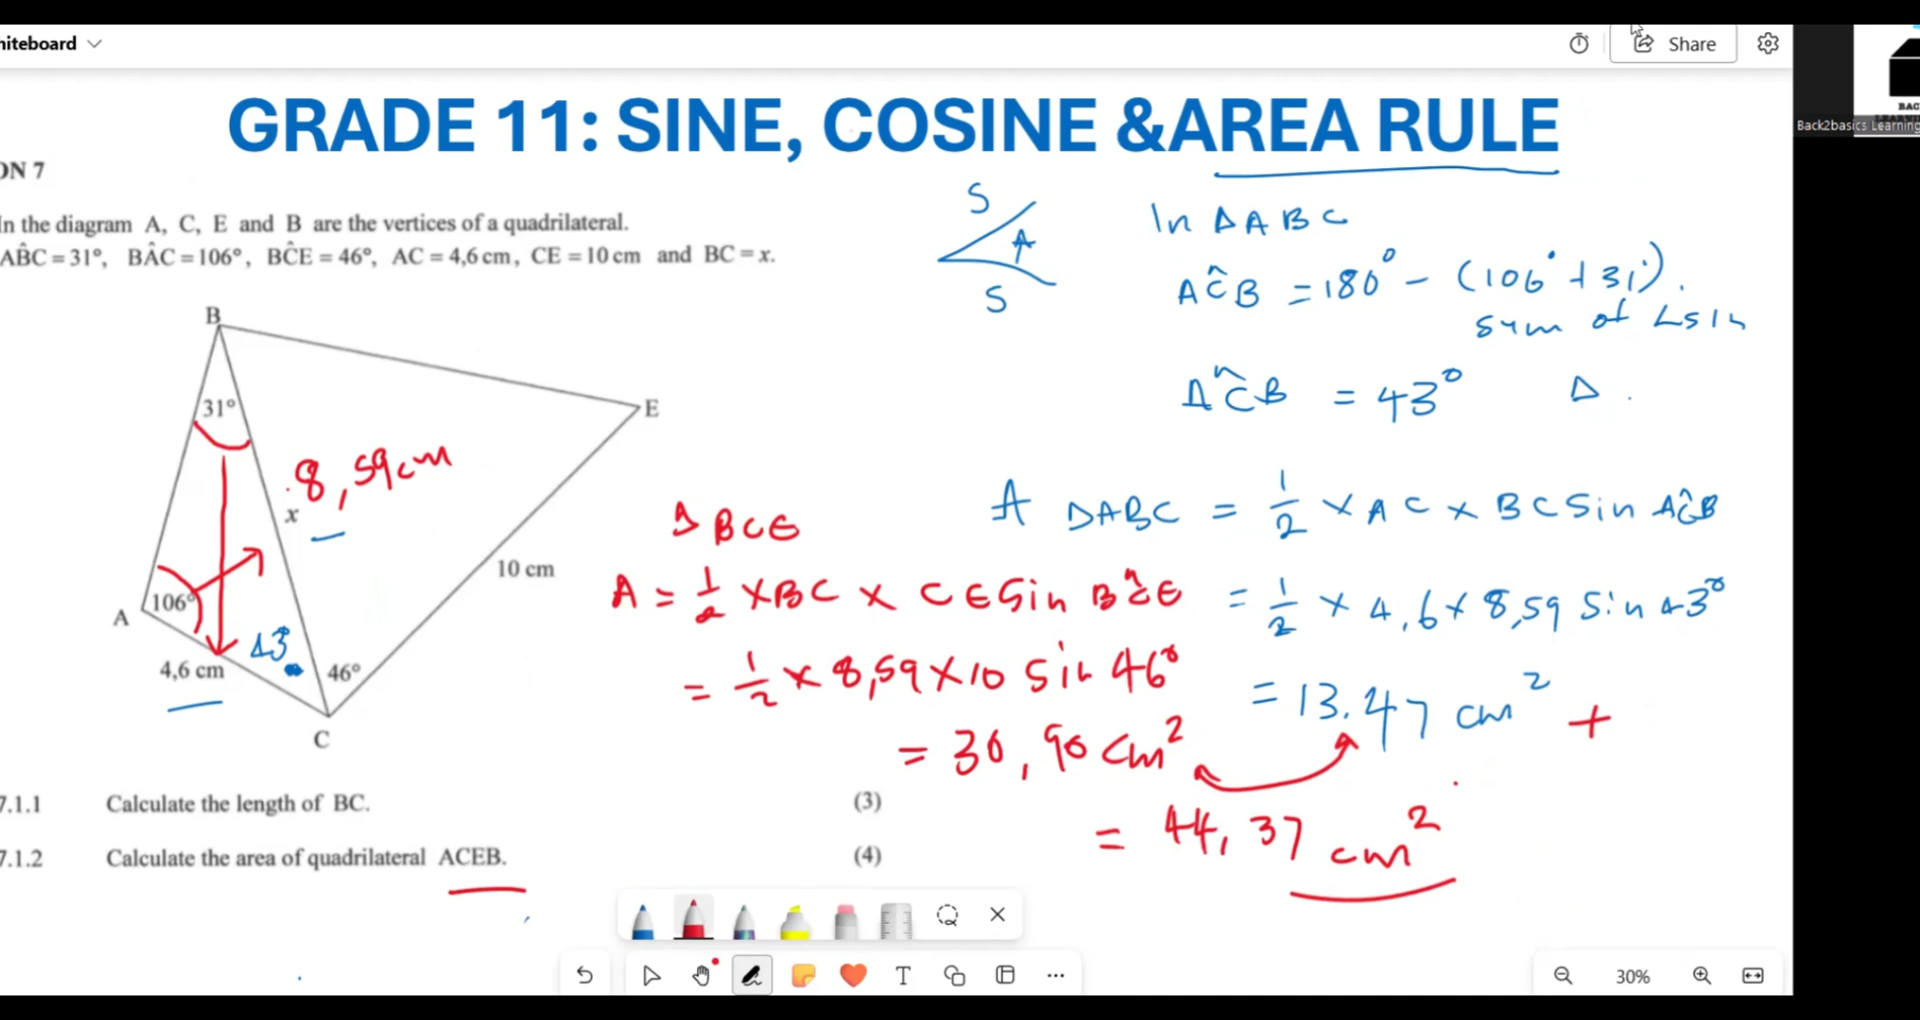 hiteboard
Share
GRADE 11: SINE, COSINE &AREA RULE
BAC
Back2basics Learning
ON 7
In the diagram A, C, E and B are the vertices of a quadrilateral.
AB̂C = 31°, BÂC = 106°, BĈE = 46°, AC = 4,6 cm, CE = 10 cm and BC = x.
B
31°
E
x
8,59cm
10 cm
A
106°
43
4,6 cm
46°
C
S
A
S
In ΔABC
AĈB = 180° - (106° + 31°).
sum of ∠s in
Δ.
AĈB = 43°
A ΔABC = 1/2 × AC × BC Sin AĈB
= 1/2 × 4,6 × 8,59 Sin 43°
= 13.47 cm² +
Δ BCE
A = 1/2 × BC × CE Sin BĈE
= 1/2 × 8,59 × 10 Sin 46°
= 30,90 cm²
= 44,37 cm²
7.1.1 Calculate the length of BC. (3)
7.1.2 Calculate the area of quadrilateral ACEB. (4)
T
30%